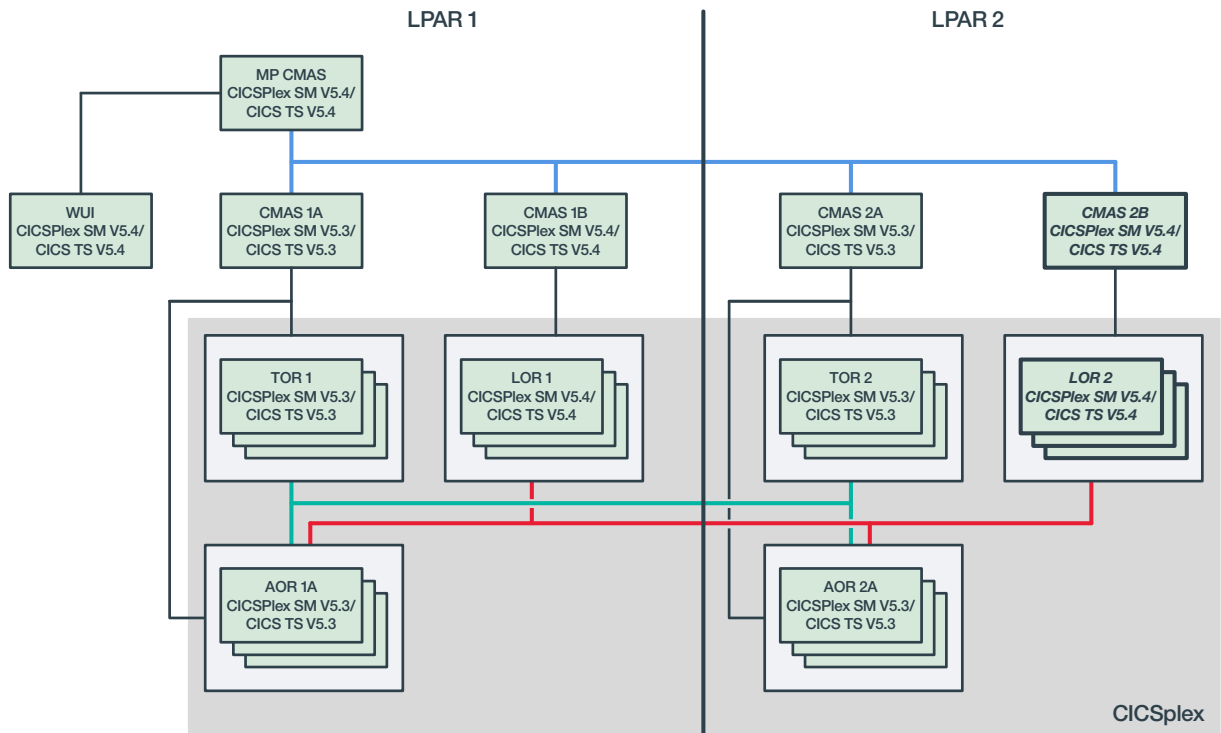 LPAR 1
LPAR 2
MP CMAS
CICSPlex SM V5.4/
CICS TS V5.4
WUI
CICSPlex SM V5.4/
CICS TS V5.4
CMAS 1A
CICSPlex SM V5.3/
CICS TS V5.3
CMAS 1B
CICSPlex SM V5.4/
CICS TS V5.4
CMAS 2A
CICSPlex SM V5.3/
CICS TS V5.3
CMAS 2B
CICSPlex SM V5.4/
CICS TS V5.4
TOR 1
CICSPlex SM V5.3/
CICS TS V5.3
LOR 1
CICSPlex SM V5.4/
CICS TS V5.4
TOR 2
CICSPlex SM V5.3/
CICS TS V5.3
LOR 2
CICSPlex SM V5.4/
CICS TS V5.4
AOR 1A
CICSPlex SM V5.3/
CICS TS V5.3
AOR 2A
CICSPlex SM V5.3/
CICS TS V5.3
CICSplex